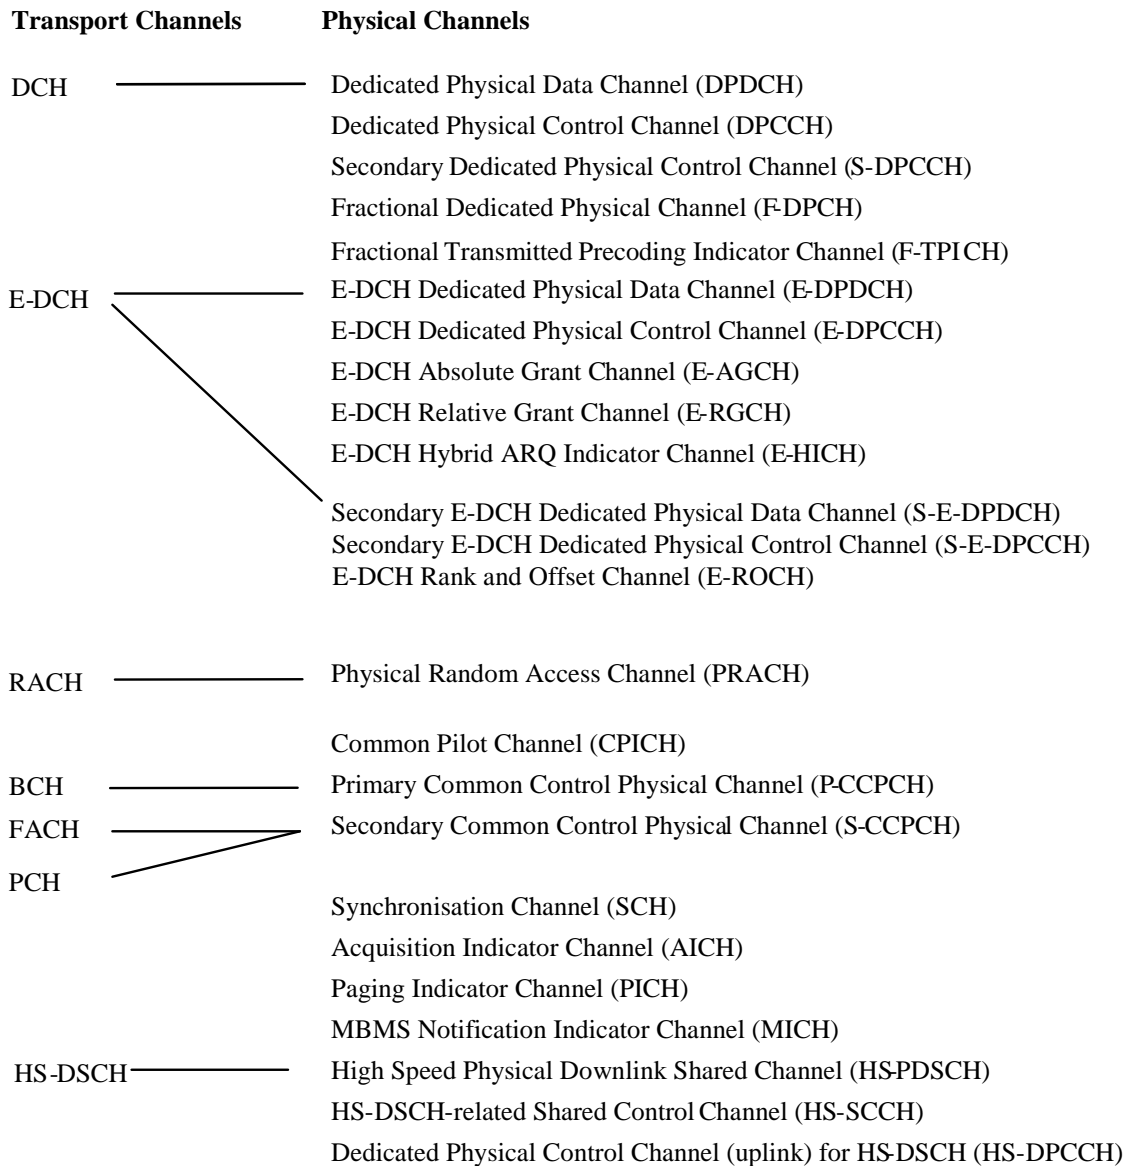 Transport Channels Physical Channels
DCH Dedicated Physical Data Channel (DPDCH)
Dedicated Physical Control Channel (DPCCH)
Secondary Dedicated Physical Control Channel (S-DPCCH)
Fractional Dedicated Physical Channel (F-DPCH)
Fractional Transmitted Precoding Indicator Channel (F-TPICH)
E-DCH E-DCH Dedicated Physical Data Channel (E-DPDCH)
E-DCH Dedicated Physical Control Channel (E-DPCCH)
E-DCH Absolute Grant Channel (E-AGCH)
E-DCH Relative Grant Channel (E-RGCH)
E-DCH Hybrid ARQ Indicator Channel (E-HICH)
Secondary E-DCH Dedicated Physical Data Channel (S-E-DPDCH)
Secondary E-DCH Dedicated Physical Control Channel (S-E-DPCCH)
E-DCH Rank and Offset Channel (E-ROCH)
RACH Physical Random Access Channel (PRACH)
Common Pilot Channel (CPICH)
BCH Primary Common Control Physical Channel (P-CCPCH)
FACH Secondary Common Control Physical Channel (S-CCPCH)
PCH
Synchronisation Channel (SCH)
Acquisition Indicator Channel (AICH)
Paging Indicator Channel (PICH)
MBMS Notification Indicator Channel (MICH)
HS-DSCH High Speed Physical Downlink Shared Channel (HS-PDSCH)
HS-DSCH-related Shared Control Channel (HS-SCCH)
Dedicated Physical Control Channel (uplink) for HS-DSCH (HS-DPCCH)